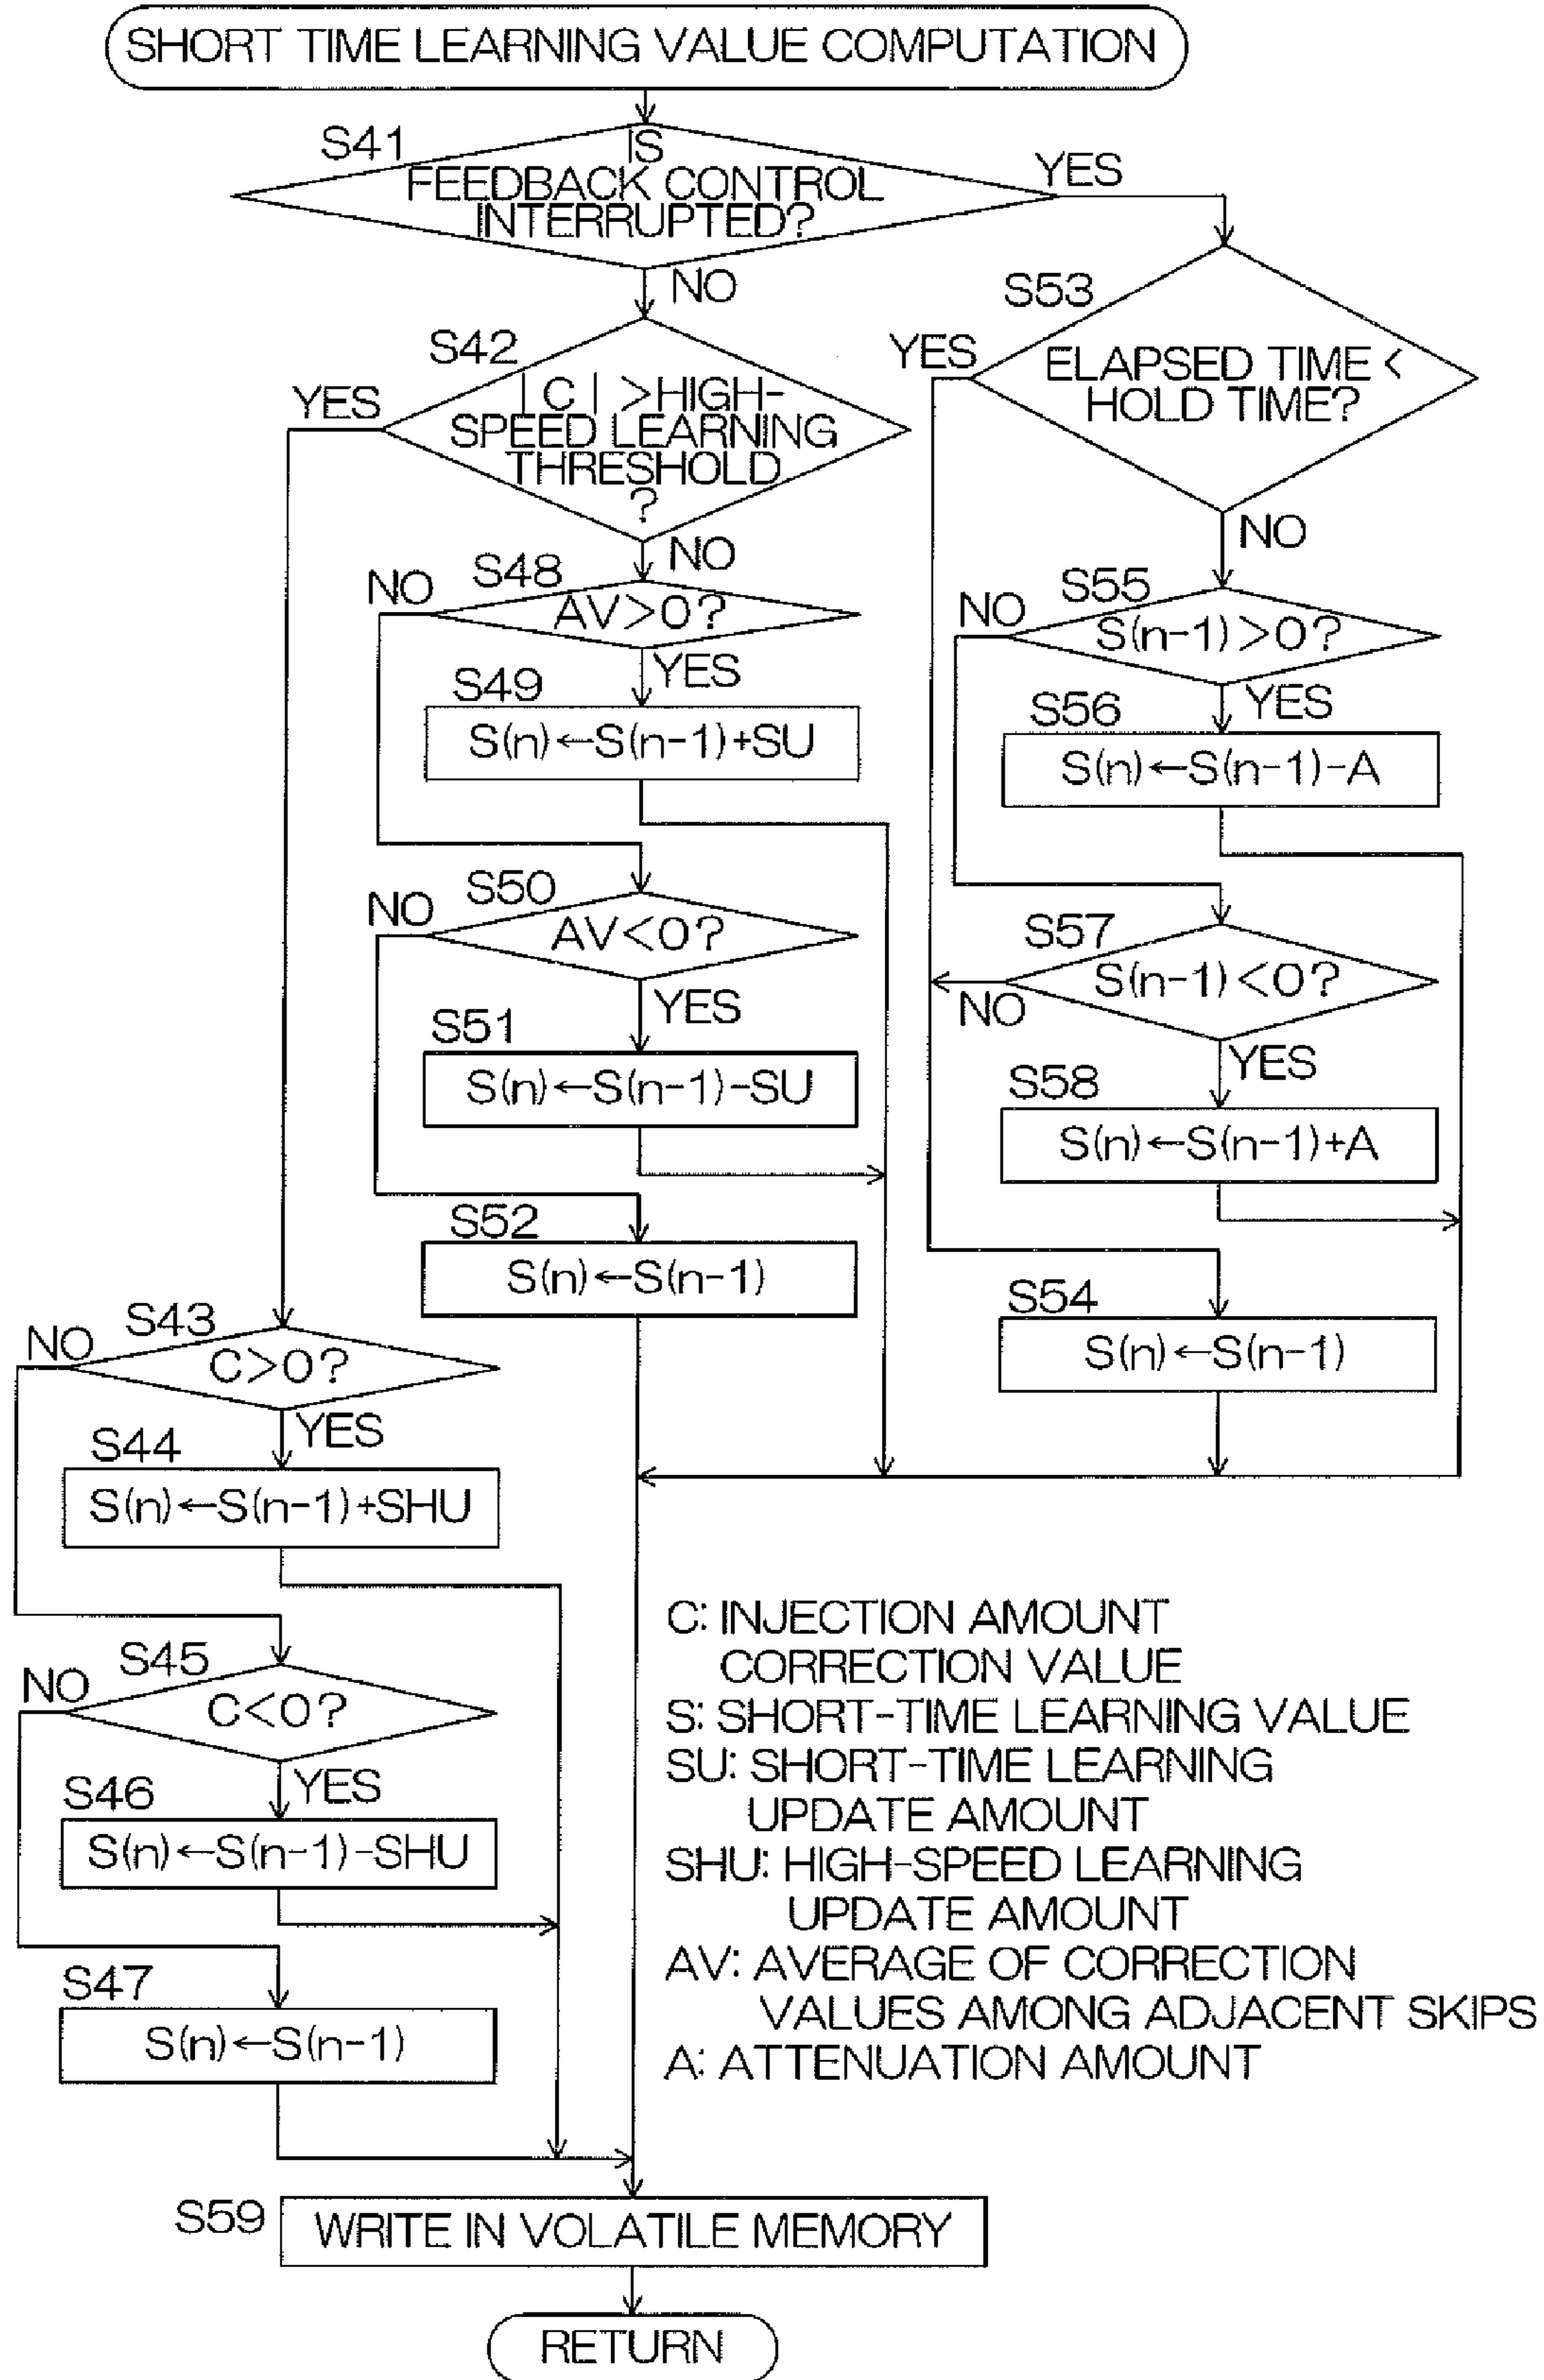 SHORT TIME LEARNING VALUE COMPUTATION
S41
IS
FEEDBACK CONTROL
INTERRUPTED?
YES
NO
S42
|C|>HIGH-
SPEED LEARNING
THRESHOLD
?
YES
NO
S53
ELAPSED TIME <
HOLD TIME?
YES
NO
S48
AV>0?
NO
YES
S49
S(n)←S(n-1)+SU
S50
AV<0?
NO
YES
S51
S(n)←S(n-1)-SU
S52
S(n)←S(n-1)
S55
S(n-1)>0?
NO
YES
S56
S(n)←S(n-1)-A
S57
S(n-1)<0?
NO
YES
S58
S(n)←S(n-1)+A
S54
S(n)←S(n-1)
S43
C>0?
NO
YES
S44
S(n)←S(n-1)+SHU
S45
C<0?
NO
YES
S46
S(n)←S(n-1)-SHU
S47
S(n)←S(n-1)
C: INJECTION AMOUNT
CORRECTION VALUE
S: SHORT-TIME LEARNING VALUE
SU: SHORT-TIME LEARNING
UPDATE AMOUNT
SHU: HIGH-SPEED LEARNING
UPDATE AMOUNT
AV: AVERAGE OF CORRECTION
VALUES AMONG ADJACENT SKIPS
A: ATTENUATION AMOUNT
S59
WRITE IN VOLATILE MEMORY
RETURN